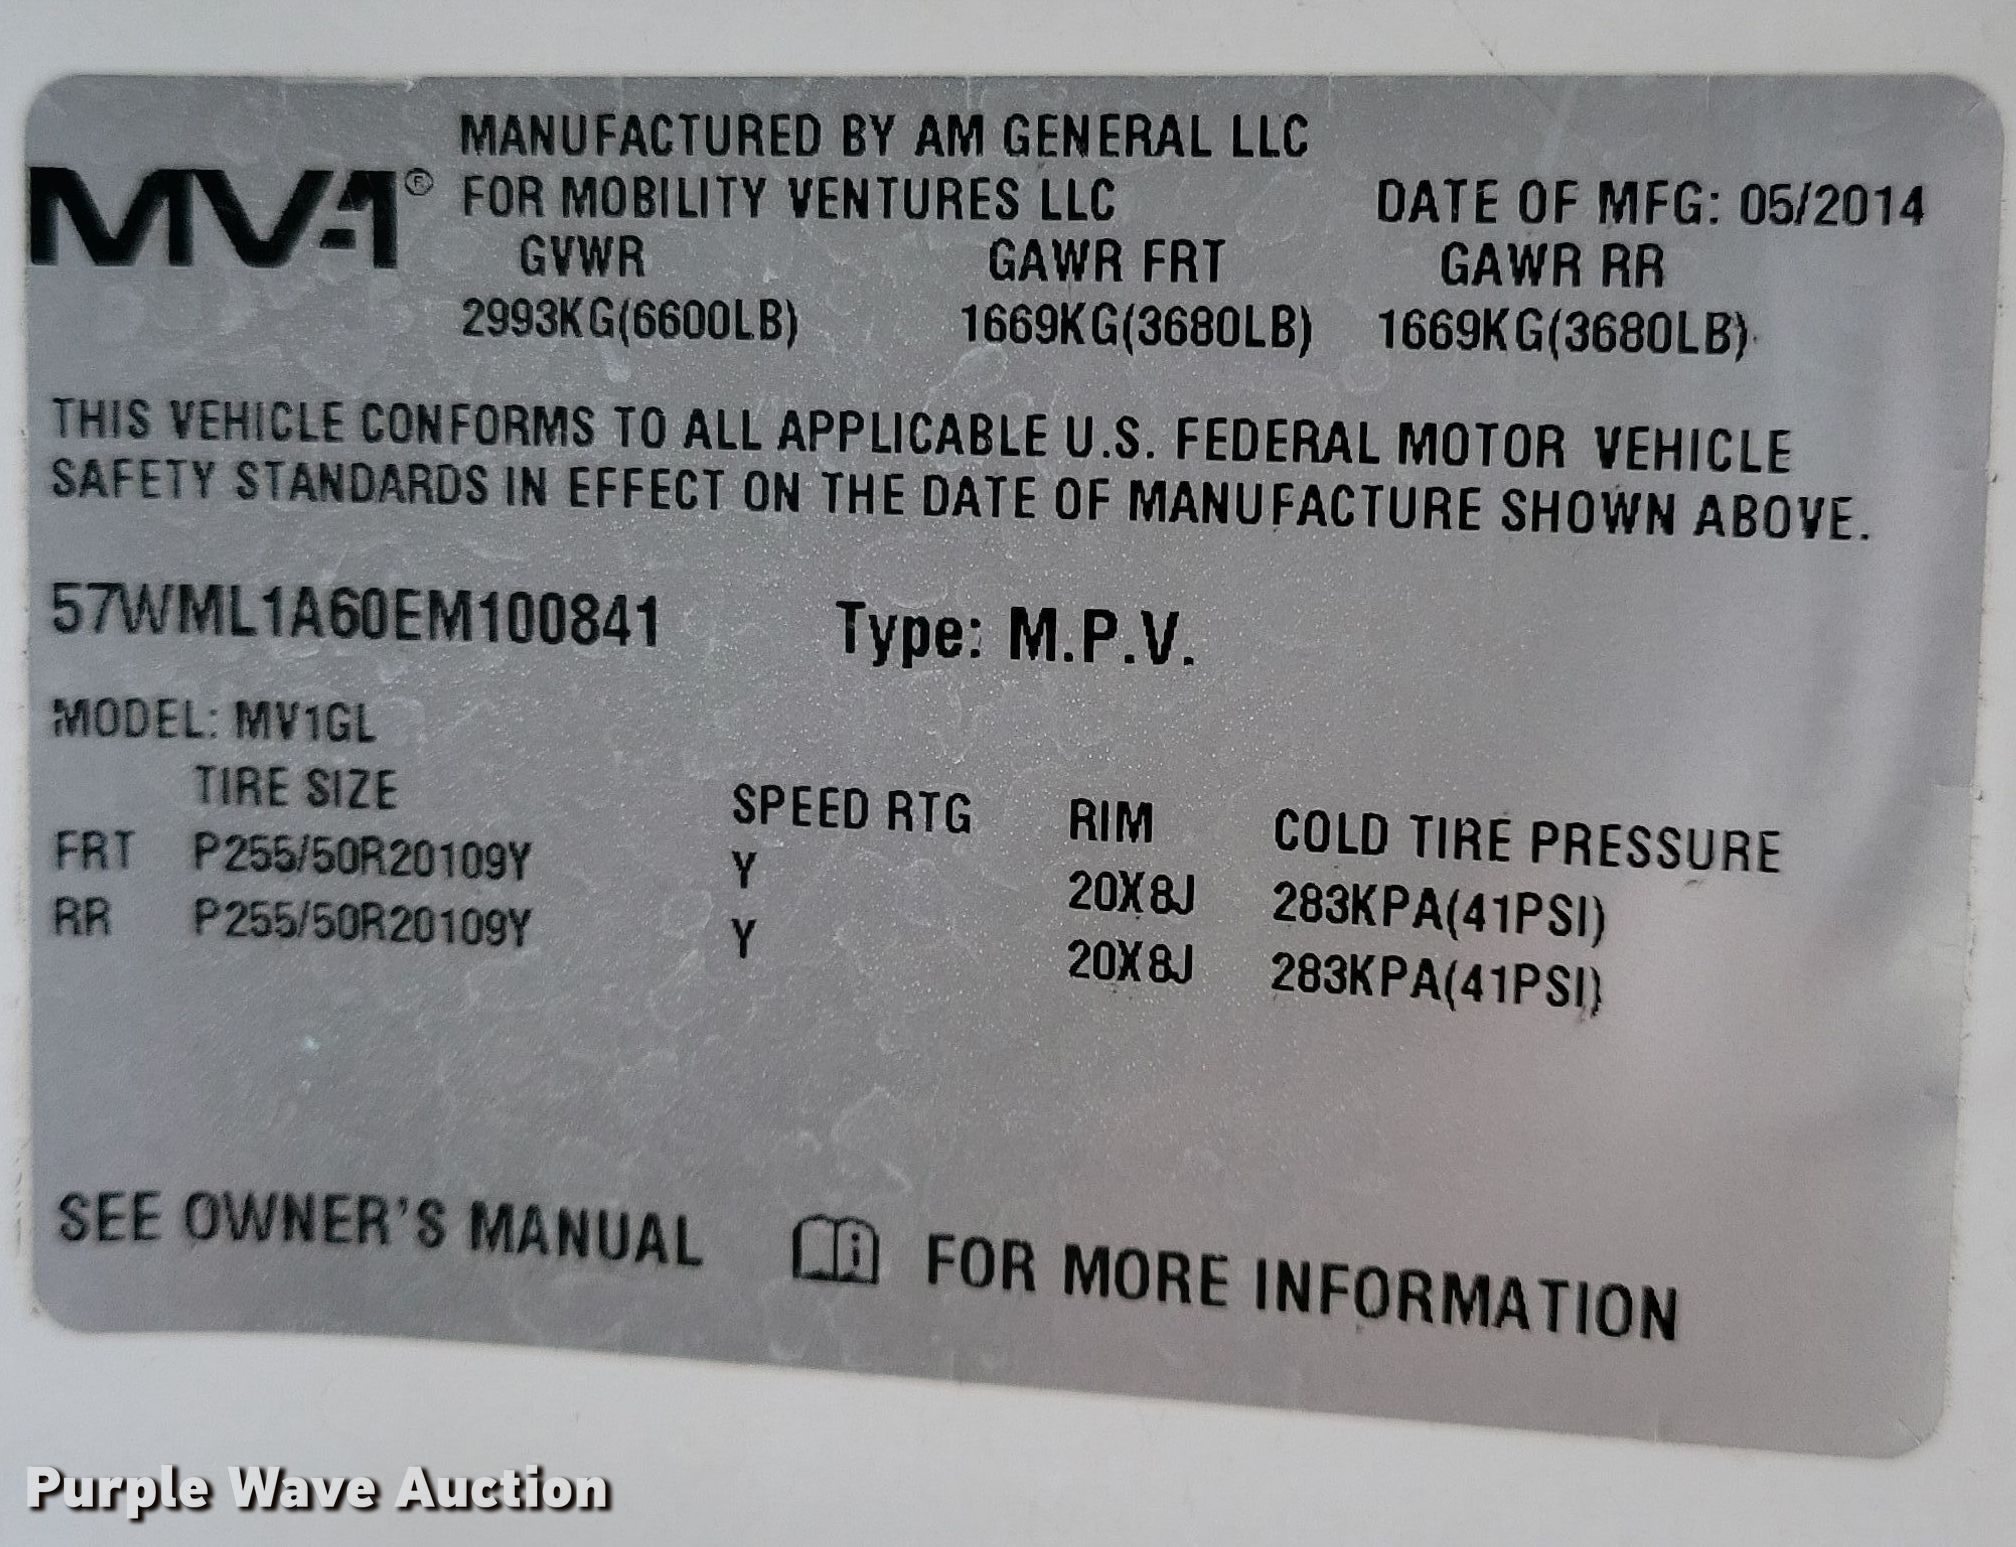 MV-1® MANUFACTURED BY AM GENERAL LLC
FOR MOBILITY VENTURES LLC DATE OF MFG: 05/2014
GVWR GAWR FRT GAWR RR
2993KG(6600LB) 1669KG(3680LB) 1669KG(3680LB)
THIS VEHICLE CONFORMS TO ALL APPLICABLE U.S. FEDERAL MOTOR VEHICLE
SAFETY STANDARDS IN EFFECT ON THE DATE OF MANUFACTURE SHOWN ABOVE.
57WML1A60EM100841 Type: M.P.V.
MODEL: MV1GL
TIRE SIZE SPEED RTG RIM COLD TIRE PRESSURE
FRT P255/50R20109Y Y 20X8J 283KPA(41PSI)
RR P255/50R20109Y Y 20X8J 283KPA(41PSI)
SEE OWNER'S MANUAL i FOR MORE INFORMATION
Purple Wave Auction